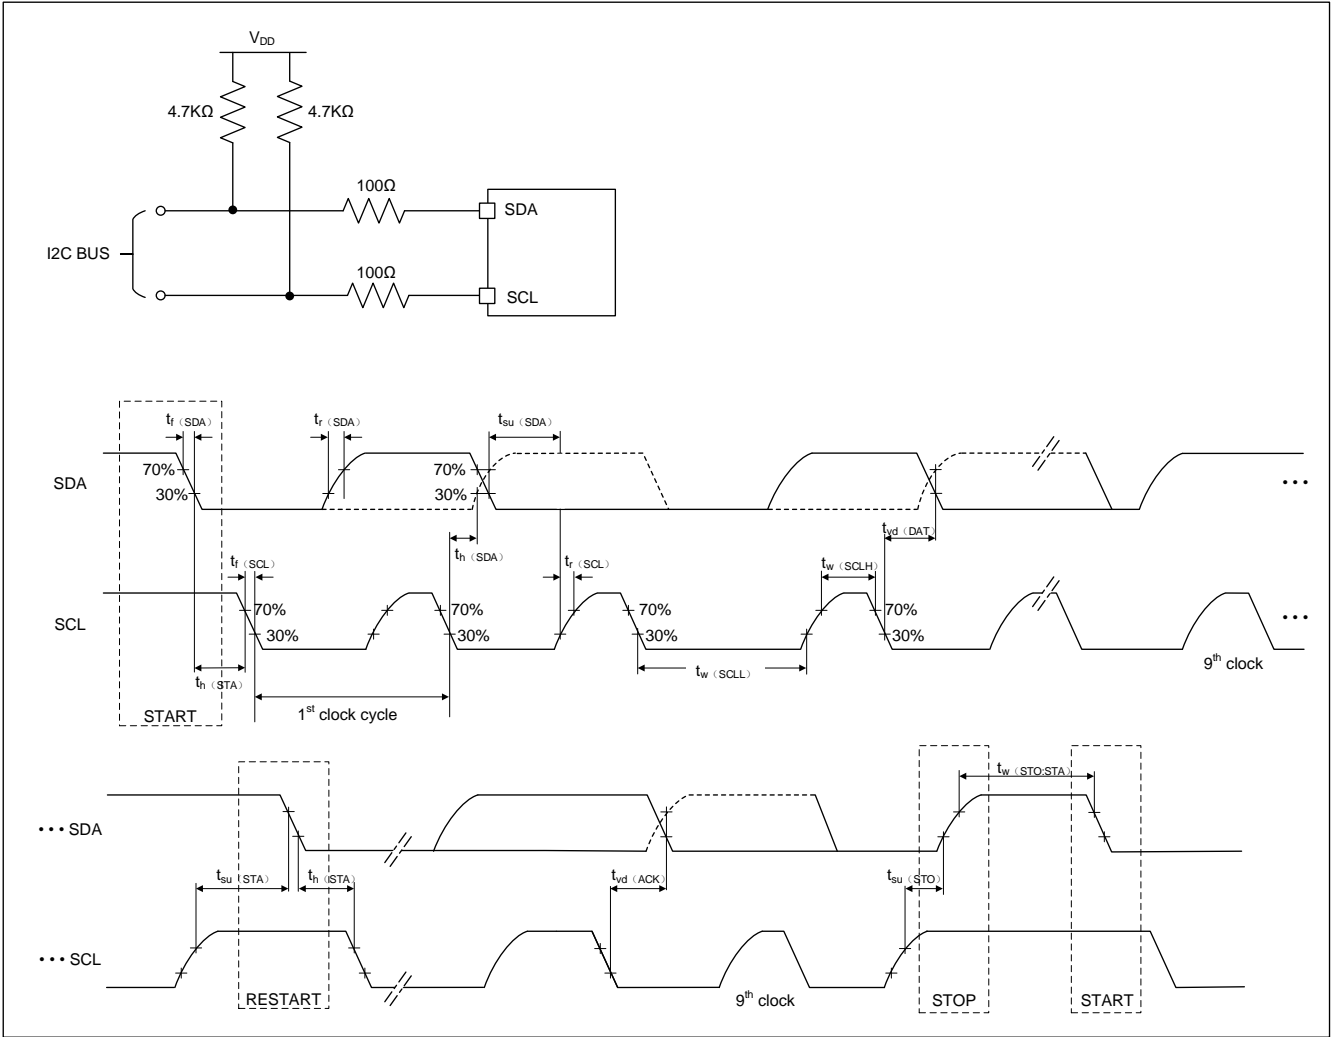 VDD
4.7KΩ 4.7KΩ
100Ω
SDA
I2C BUS
100Ω
SCL
tf（SDA） tr（SDA） tsu（SDA）
70% 70%
SDA
30% 30%
•••
tvd（DAT）
th（SDA）
tf（SCL） tr（SCL） tw（SCLH）
70% 70% 70% 70%
SCL
•••
30% 30% 30% 30%
th（STA） tw（SCLL） 9th clock
START 1st clock cycle
tw（STO:STA）
•••SDA
tsu（STA） th（STA） tvd（ACK） tsu（STO）
•••SCL
RESTART 9th clock STOP START